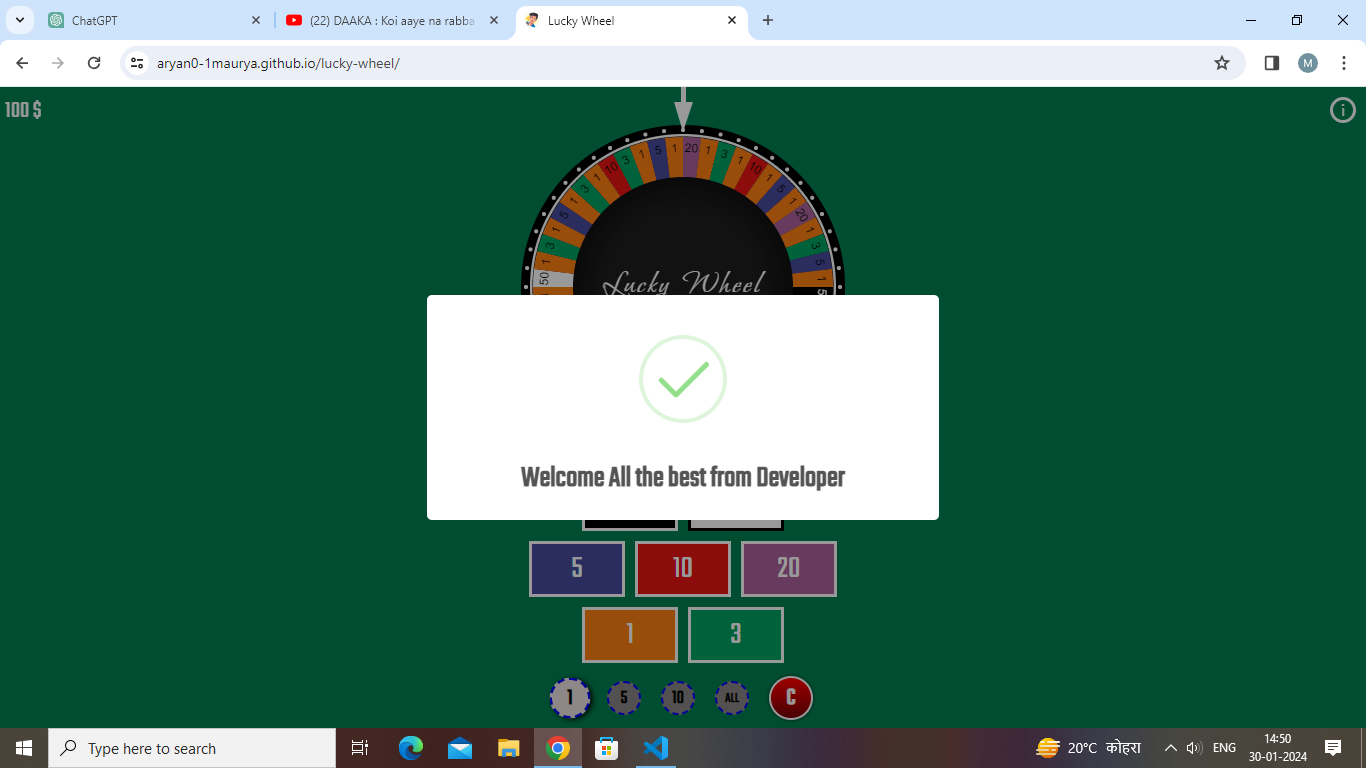 ChatGPT
(22) DAAKA : Koi aaye na rabba
Lucky Wheel
aryan0-1maurya.github.io/lucky-wheel/
M
100 $
i
1 3 1 5 1 3 1 10 3 1 5 1 20 1 3 1 10 1 5 1 20 1 3 5 1
50
Lucky Wheel
Welcome All the best from Developer
5 10 20
1 3
1 5 10 ALL C
Type here to search
20°C कोहरा
ENG
14:50
30-01-2024